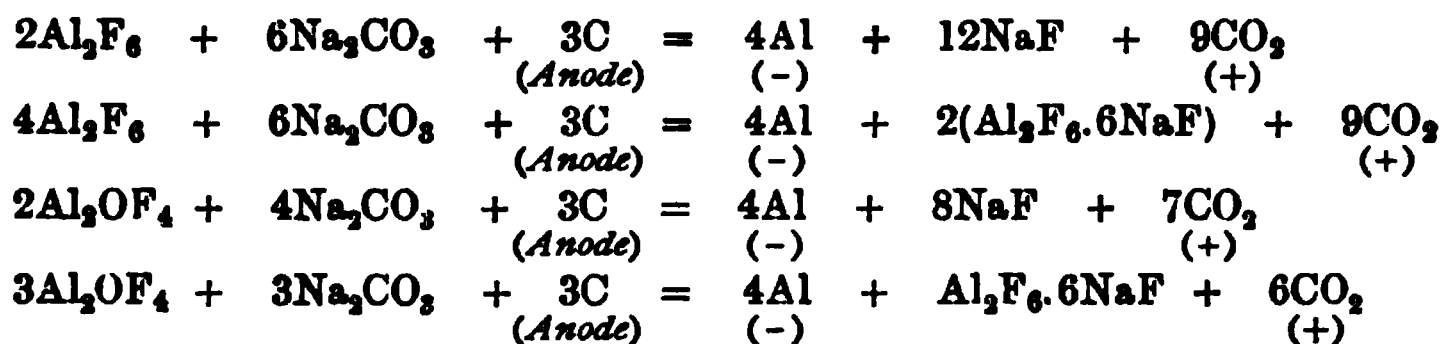 2Al₂F₆ + 6Na₂CO₃ + 3C = 4Al + 12NaF + 9CO₂
(Anode) (-) (+)
4Al₂F₆ + 6Na₂CO₃ + 3C = 4Al + 2(Al₂F₆.6NaF) + 9CO₂
(Anode) (-) (+)
2Al₂OF₄ + 4Na₂CO₃ + 3C = 4Al + 8NaF + 7CO₂
(Anode) (-) (+)
3Al₂OF₄ + 3Na₂CO₃ + 3C = 4Al + Al₂F₆.6NaF + 6CO₂
(Anode) (-) (+)